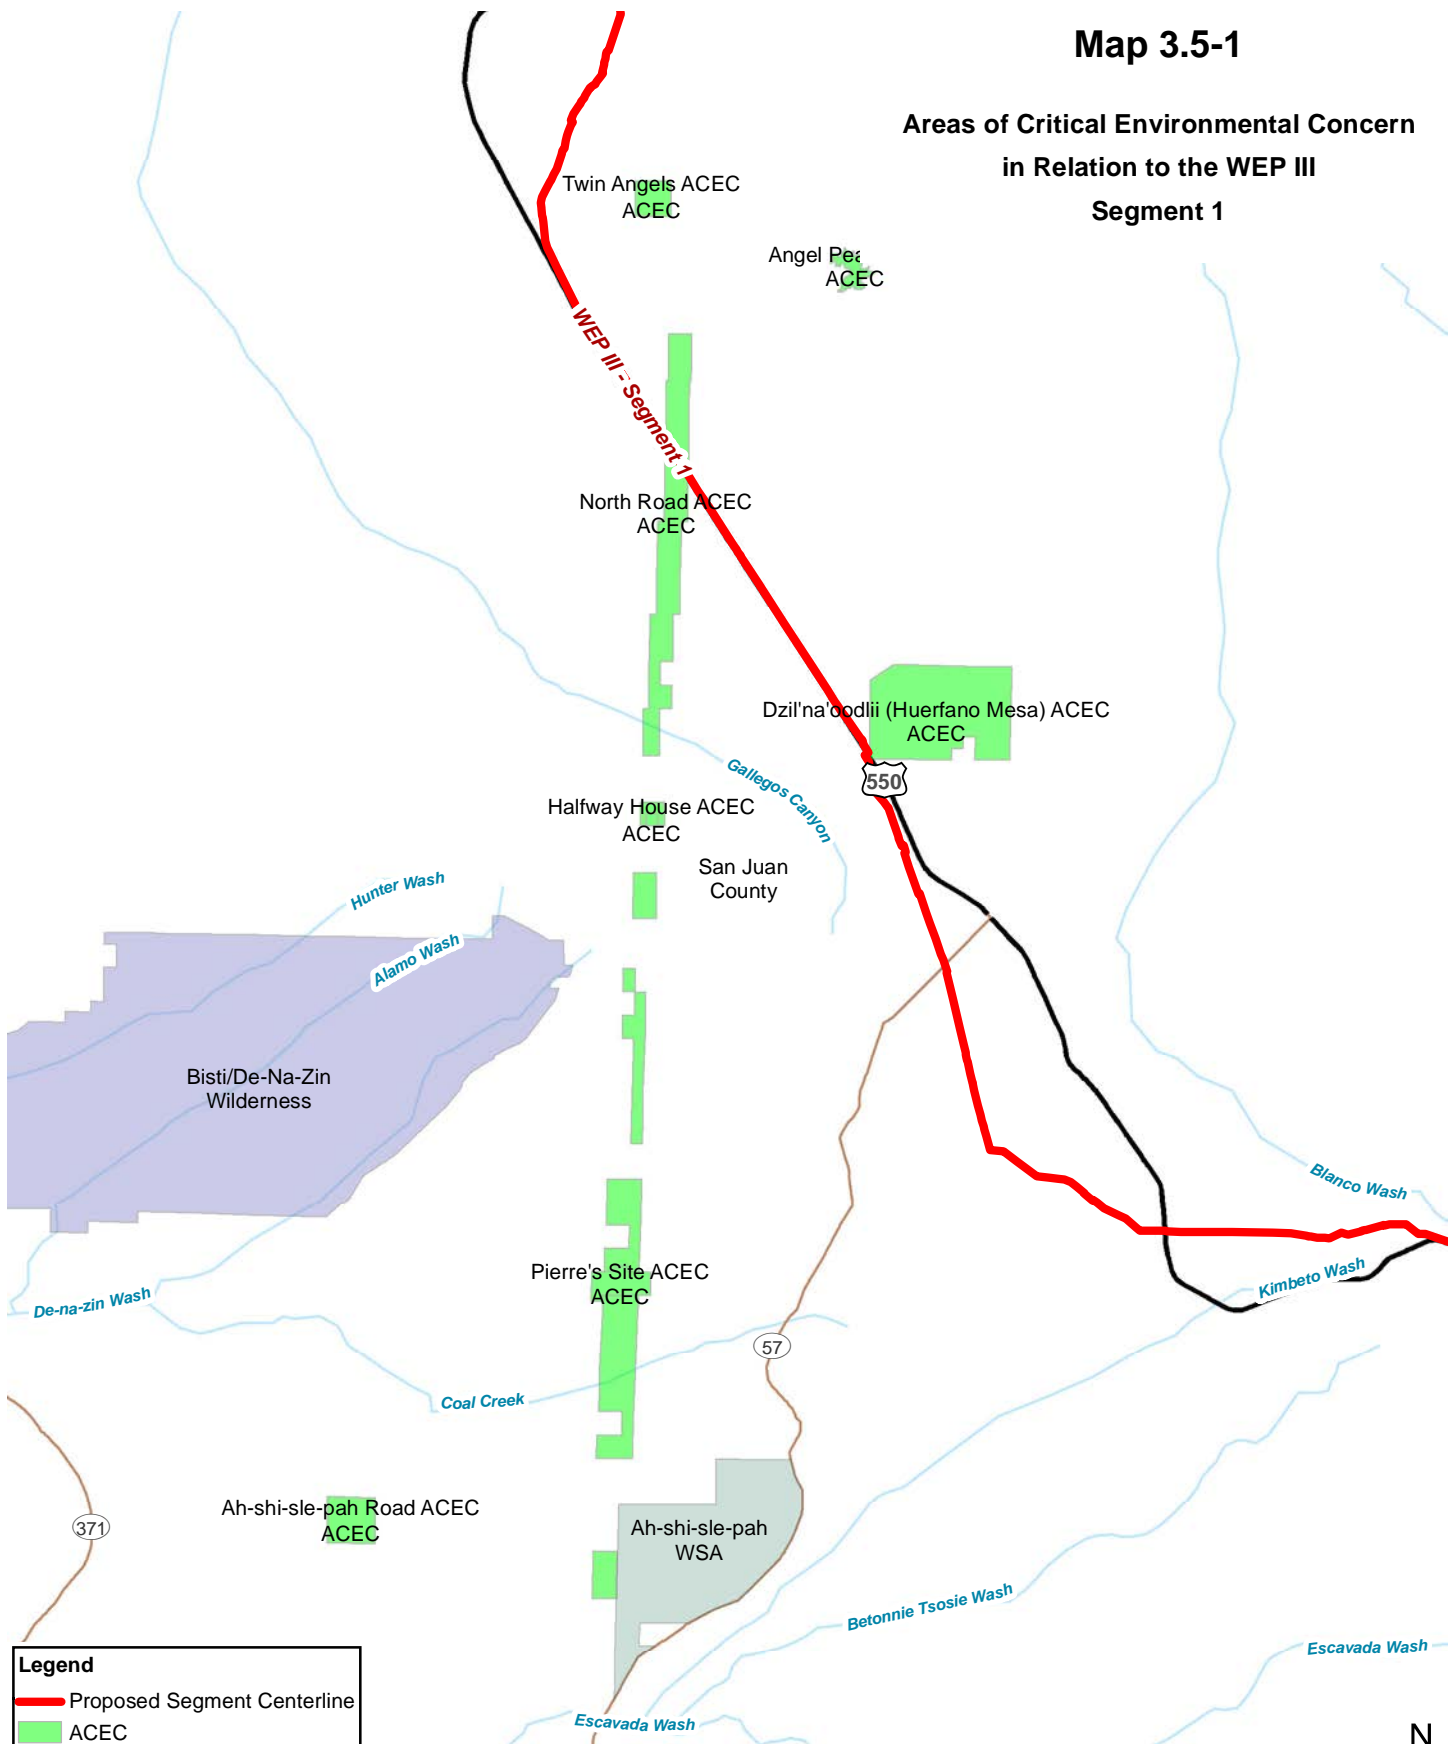 Map 3.5-1
Areas of Critical Environmental Concern
in Relation to the WEP III
Segment 1
Twin Angels ACEC
ACEC
Angel Pea
ACEC
WEP III - Segment 1
North Road ACEC
ACEC
Dzil'na'oodlii (Huerfano Mesa) ACEC
ACEC
550
Gallegos Canyon
Halfway House ACEC
ACEC
San Juan
County
Hunter Wash
Alamo Wash
Bisti/De-Na-Zin
Wilderness
Blanco Wash
Kimbeto Wash
Pierre's Site ACEC
ACEC
De-na-zin Wash
57
Coal Creek
Ah-shi-sle-pah Road ACEC
ACEC
371
Ah-shi-sle-pah
WSA
Betonnie Tsosie Wash
Escavada Wash
Escavada Wash
Legend
Proposed Segment Centerline
ACEC
N